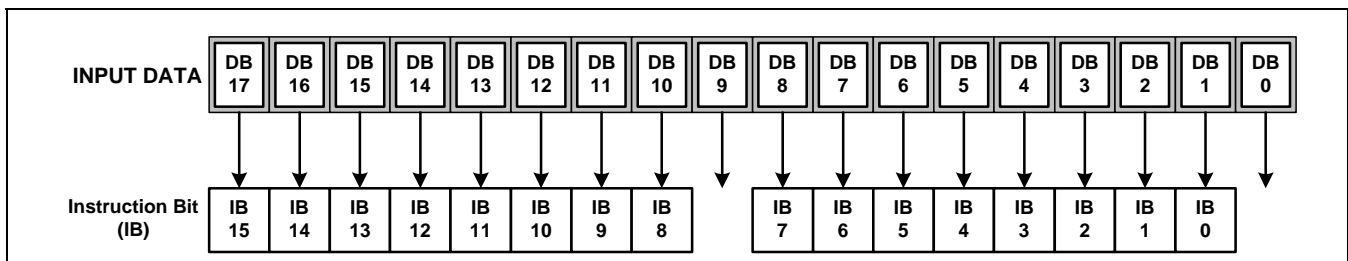 INPUT DATA DB 17 DB 16 DB 15 DB 14 DB 13 DB 12 DB 11 DB 10 DB 9 DB 8 DB 7 DB 6 DB 5 DB 4 DB 3 DB 2 DB 1 DB 0
Instruction Bit (IB) IB 15 IB 14 IB 13 IB 12 IB 11 IB 10 IB 9 IB 8 IB 7 IB 6 IB 5 IB 4 IB 3 IB 2 IB 1 IB 0